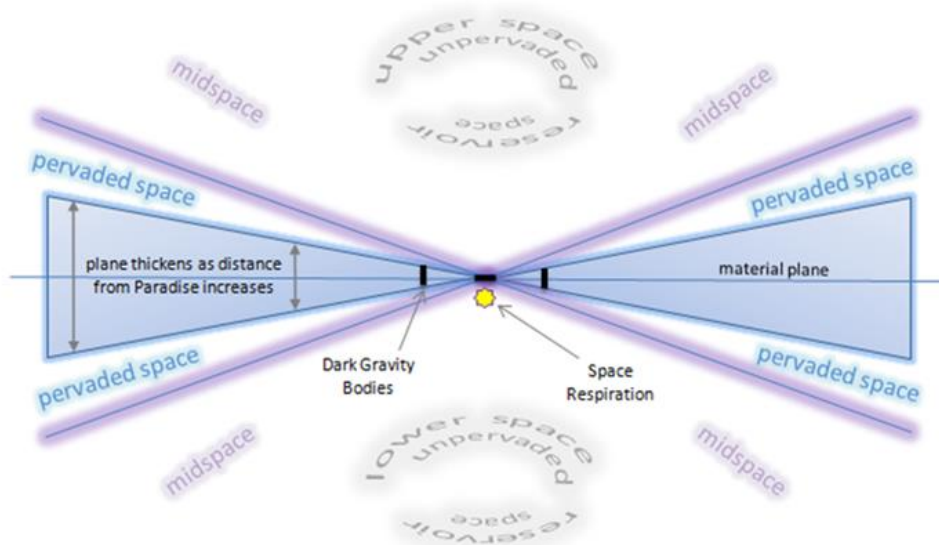 upper space
unpervaded
space
reservoir
midspace
midspace
pervaded space
pervaded space
plane thickens as distance
from Paradise increases
material plane
pervaded space
pervaded space
Dark Gravity
Bodies
Space
Respiration
midspace
midspace
lower space
unpervaded
space
reservoir